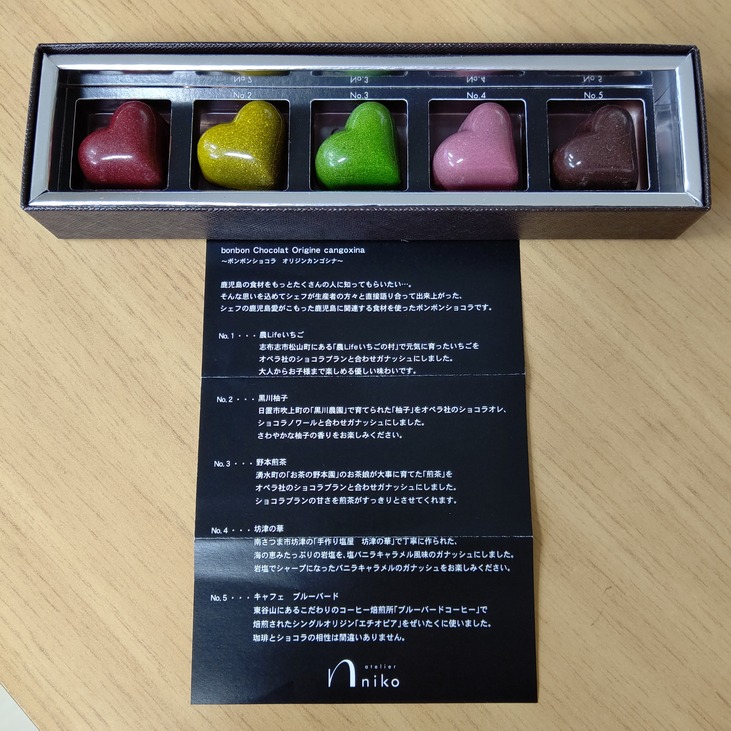 No.2 No.3 No.4 No.5
No.2 No.3 No.4 No.5
bonbon Chocolat Origine cangoxina
〜ボンボンショコラ オリジンカンゴシナ〜
鹿児島の食材をもっとたくさんの人に知ってもらいたい…。
そんな思いを込めてシェフが生産者の方々と直接語り合って出来上がった、
シェフの鹿児島愛がこもった鹿児島に関連する食材を使ったボンボンショコラです。
No.1・・・農Lifeいちご
志布志市松山町にある「農Lifeいちごの村」で元気に育ったいちごを
オペラ社のショコラブランと合わせガナッシュにしました。
大人からお子様まで楽しめる優しい味わいです。
No.2・・・黒川柚子
日置市吹上町の「黒川農園」で育てられた「柚子」をオペラ社のショコラオレ、
ショコラノワールと合わせガナッシュにしました。
さわやかな柚子の香りをお楽しみください。
No.3・・・野本煎茶
湧水町の「お茶の野本園」のお茶娘が大事に育てた「煎茶」を
オペラ社のショコラブランと合わせガナッシュにしました。
ショコラブランの甘さを煎茶がすっきりとさせてくれます。
No.4・・・坊津の華
南さつま市坊津の「手作り塩屋 坊津の華」で丁寧に作られた、
海の恵みたっぷりの岩塩を、塩バニラキャラメル風味のガナッシュにしました。
岩塩でシャープになったバニラキャラメルのガナッシュをお楽しみください。
No.5・・・キャフェ ブルーバード
東谷山にあるこだわりのコーヒー焙煎所「ブルーバードコーヒー」で
焙煎されたシングルオリジン「エチオピア」をぜいたくに使いました。
珈琲とショコラの相性は間違いありません。
atelier
niko